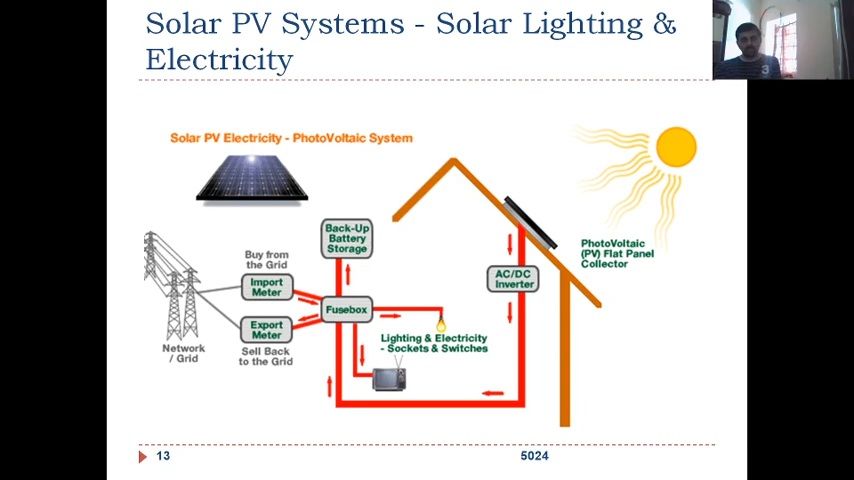 Solar PV Systems - Solar Lighting &
Electricity
3
Solar PV Electricity - PhotoVoltaic System
Back-Up
Battery
Storage
PhotoVoltaic
(PV) Flat Panel
Collector
Buy from
the Grid
AC/DC
Inverter
Import
Meter
Fusebox
Export
Meter
Lighting & Electricity
- Sockets & Switches
Network
/ Grid
Sell Back
to the Grid
13
5024